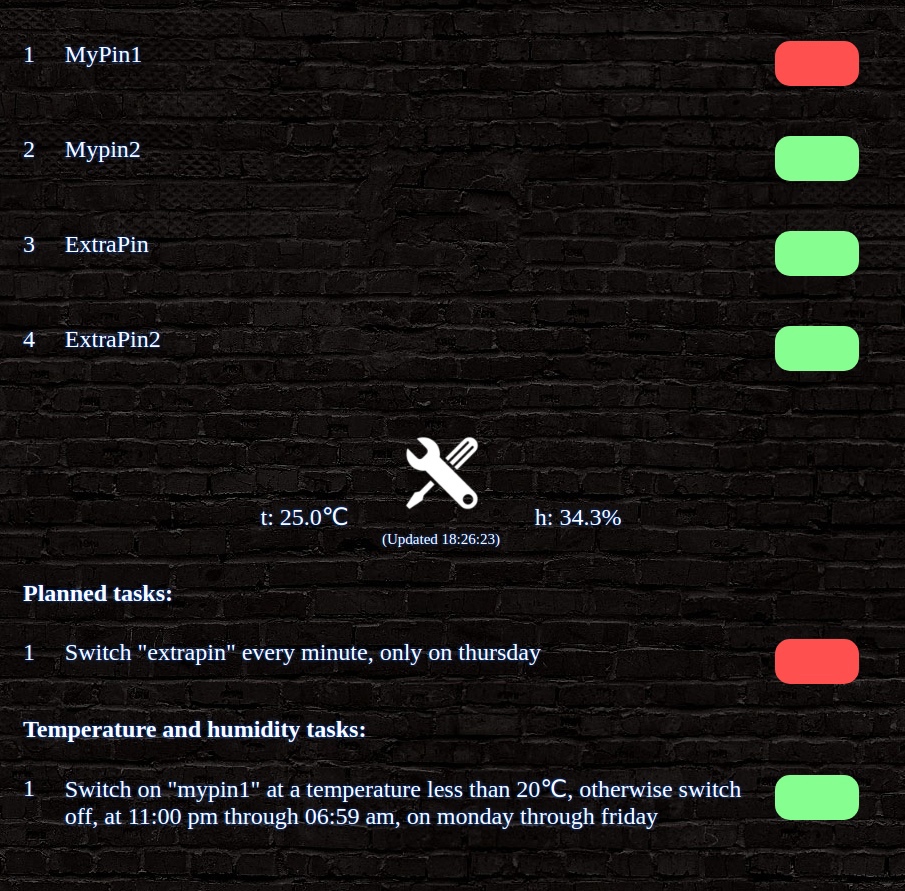 1 MyPin1
2 Mypin2
3 ExtraPin
4 ExtraPin2
t: 25.0℃ h: 34.3%
(Updated 18:26:23)
Planned tasks:
1 Switch "extrapin" every minute, only on thursday
Temperature and humidity tasks:
1 Switch on "mypin1" at a temperature less than 20℃, otherwise switch
off, at 11:00 pm through 06:59 am, on monday through friday